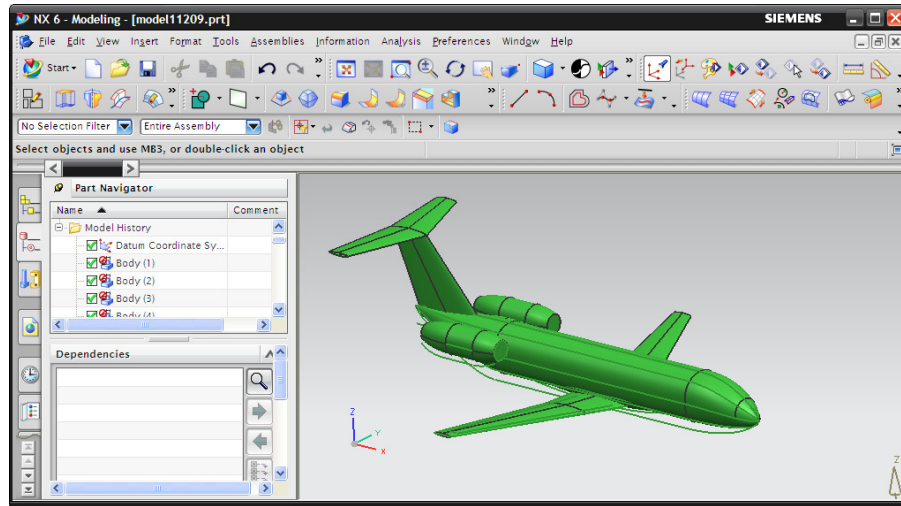 NX 6 - Modeling - [model11209.prt] SIEMENS
File Edit View Insert Format Tools Assemblies Information Analysis Preferences Window Help
Start
No Selection Filter Entire Assembly
Select objects and use MB3, or double-click an object
Part Navigator
Name Comment
Model History
Datum Coordinate Sy...
Body (1)
Body (2)
Body (3)
Body (4)
Dependencies
Z
Y
X
Z